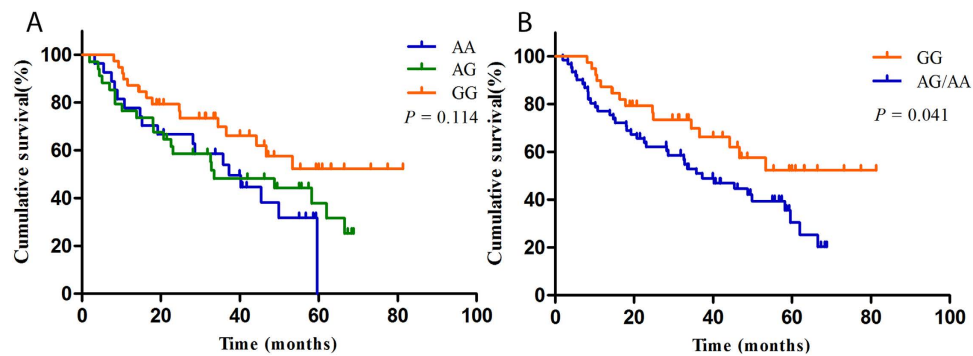 A
Cumulative survival(%)
100
80
60
40
20
0
0 20 40 60 80 100
Time (months)
AA
AG
GG
P = 0.114
B
Cumulative survival(%)
100
80
60
40
20
0
0 20 40 60 80 100
Time (months)
GG
AG/AA
P = 0.041